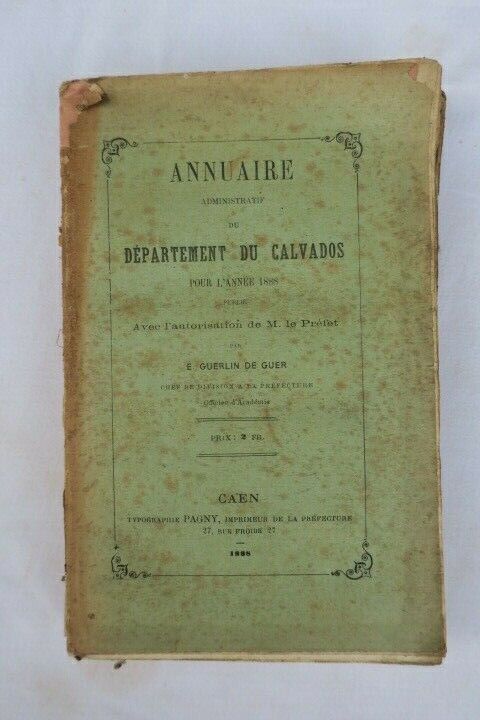 ANNUAIRE
ADMINISTRATIF
DU
DÉPARTEMENT DU CALVADOS
POUR L'ANNÉE 1888
PUBLIÉ
Avec l'autorisation de M. le Préfet
PAR
E. GUERLIN DE GUER
CHEF DE DIVISION A LA PRÉFECTURE
Officier d'Académie
PRIX : 2 FR.
CAEN
TYPOGRAPHIE PAGNY, IMPRIMEUR DE LA PRÉFECTURE
27, RUE FROIDE 27
1888